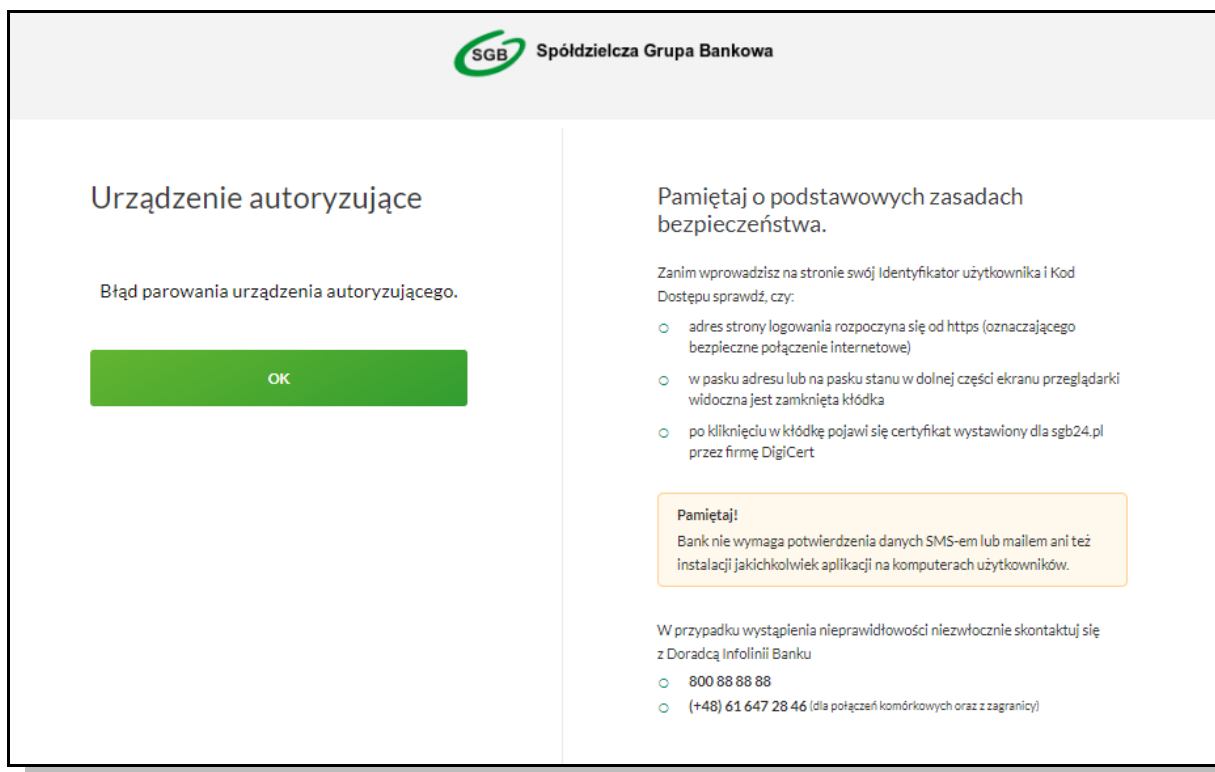 SGB Spółdzielcza Grupa Bankowa
Urządzenie autoryzujące
Błąd parowania urządzenia autoryzującego.
OK
Pamiętaj o podstawowych zasadach
bezpieczeństwa.
Zanim wprowadzisz na stronie swój Identyfikator użytkownika i Kod
Dostępu sprawdź, czy:
adres strony logowania rozpoczyna się od https (oznaczającego
bezpieczne połączenie internetowe)
w pasku adresu lub na pasku stanu w dolnej części ekranu przeglądarki
widoczna jest zamknięta kłódka
po kliknięciu w kłódkę pojawi się certyfikat wystawiony dla sgb24.pl
przez firmę DigiCert
Pamiętaj!
Bank nie wymaga potwierdzenia danych SMS-em lub mailem ani też
instalacji jakichkolwiek aplikacji na komputerach użytkowników.
W przypadku wystąpienia nieprawidłowości niezwłocznie skontaktuj się
z Doradcą Infolinii Banku
800 88 88 88
(+48) 61 647 28 46 (dla połączeń komórkowych oraz z zagranicy)